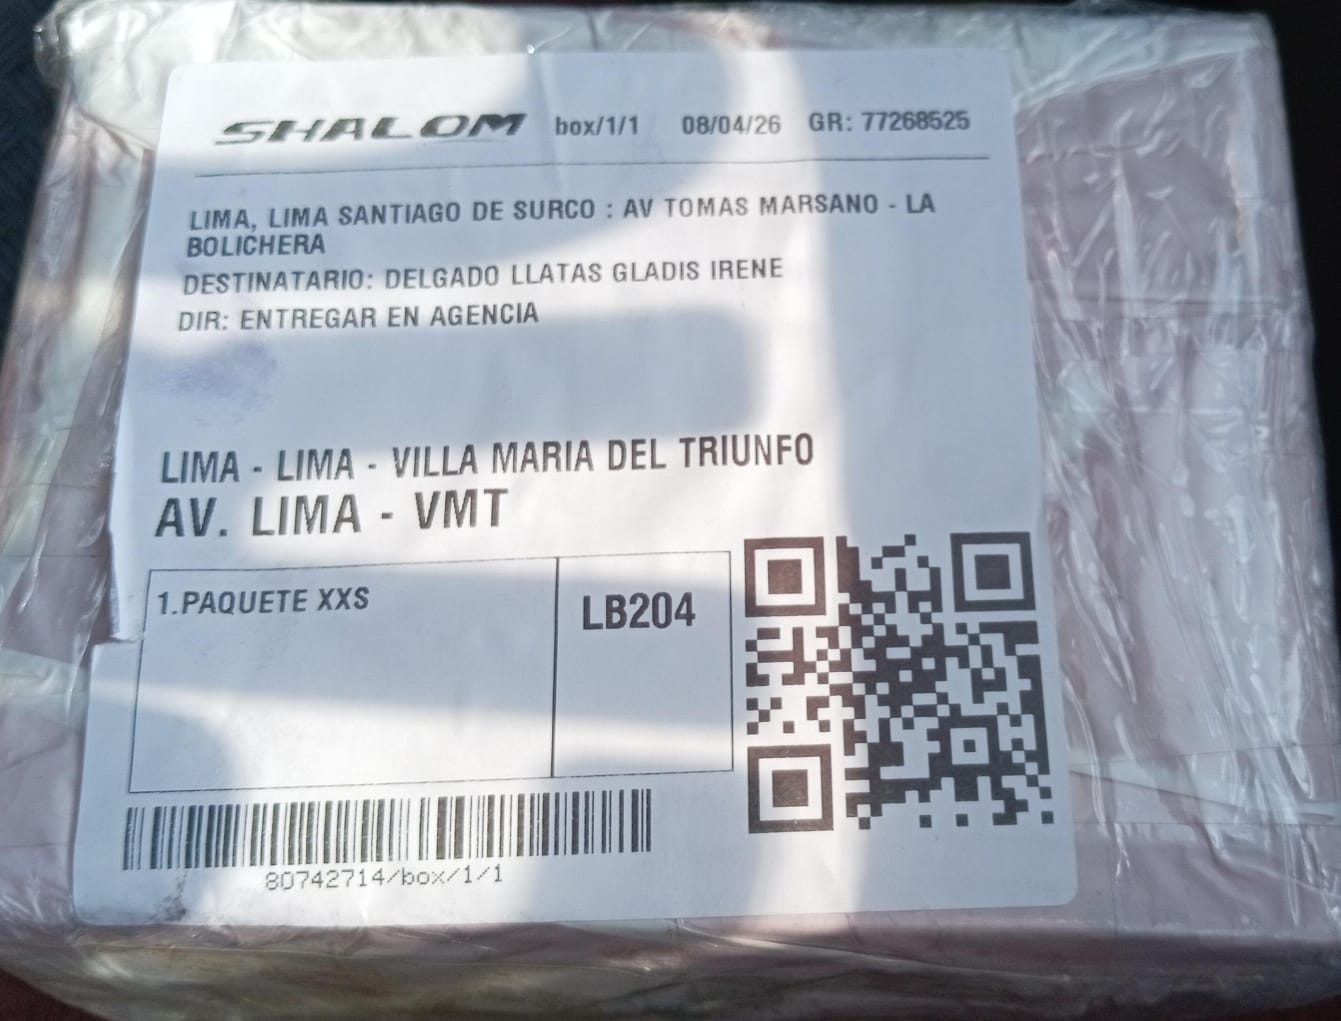 SHALOM box/1/1 08/04/26 GR: 77268525
LIMA, LIMA SANTIAGO DE SURCO : AV TOMAS MARSANO - LA
BOLICHERA
DESTINATARIO: DELGADO LLATAS GLADIS IRENE
DIR: ENTREGAR EN AGENCIA
LIMA - LIMA - VILLA MARIA DEL TRIUNFO
AV. LIMA - VMT
1.PAQUETE XXS
LB204
80742714/box/1/1